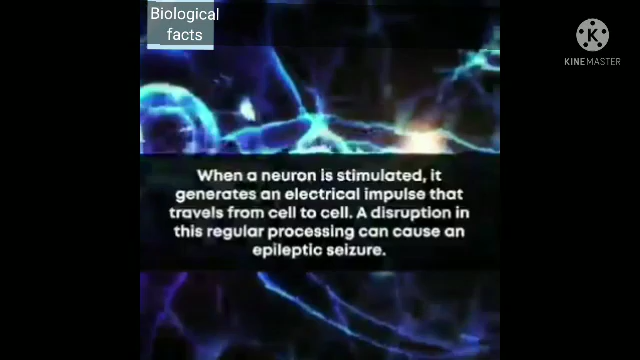 Biological
facts
K
KINEMASTER
When a neuron is stimulated, it
generates an electrical impulse that
travels from cell to cell. A disruption in
this regular processing can cause an
epileptic seizure.